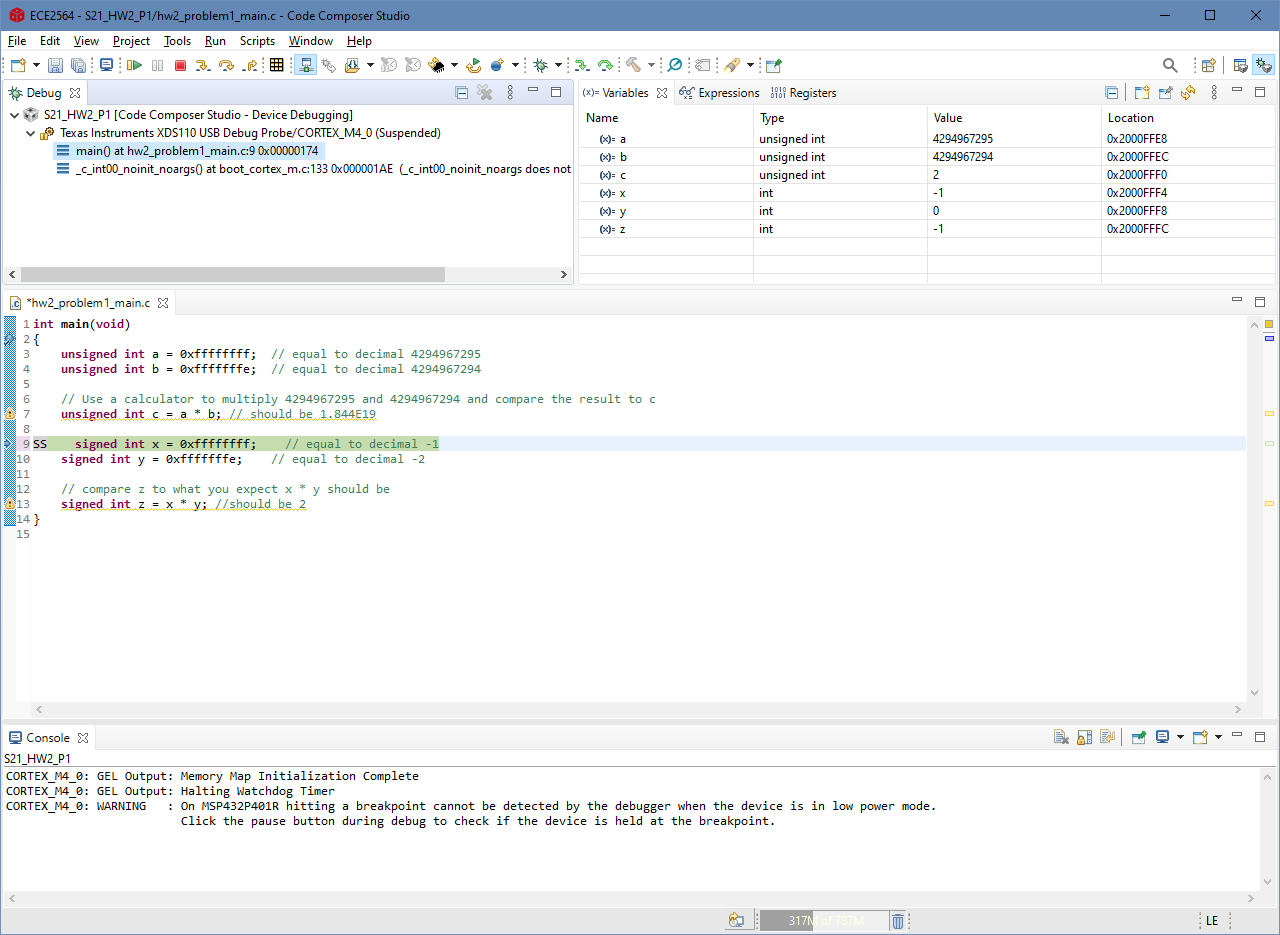 ECE2564 - S21_HW2_P1/hw2_problem1_main.c - Code Composer Studio
File Edit View Project Tools Run Scripts Window Help
Debug
S21_HW2_P1 [Code Composer Studio - Device Debugging]
Texas Instruments XDS110 USB Debug Probe/CORTEX_M4_0 (Suspended)
main() at hw2_problem1_main.c:9 0x00000174
_c_int00_noinit_noargs() at boot_cortex_m.c:133 0x000001AE (_c_int00_noinit_noargs does not
(x)= Variables Expressions 1010 0101 Registers
Name Type Value Location
(x)= a unsigned int 4294967295 0x2000FFE8
(x)= b unsigned int 4294967294 0x2000FFEC
(x)= c unsigned int 2 0x2000FFF0
(x)= x int -1 0x2000FFF4
(x)= y int 0 0x2000FFF8
(x)= z int -1 0x2000FFFC
*hw2_problem1_main.c
1 int main(void)
2 {
3     unsigned int a = 0xffffffff;  // equal to decimal 4294967295
4     unsigned int b = 0xfffffffe;  // equal to decimal 4294967294
5
6     // Use a calculator to multiply 4294967295 and 4294967294 and compare the result to c
7     unsigned int c = a * b; // should be 1.844E19
8
9 SS    signed int x = 0xffffffff;    // equal to decimal -1
10     signed int y = 0xfffffffe;    // equal to decimal -2
11
12     // compare z to what you expect x * y should be
13     signed int z = x * y; //should be 2
14 }
15
Console
S21_HW2_P1
CORTEX_M4_0: GEL Output: Memory Map Initialization Complete
CORTEX_M4_0: GEL Output: Halting Watchdog Timer
CORTEX_M4_0: WARNING   : On MSP432P401R hitting a breakpoint cannot be detected by the debugger when the device is in low power mode.
Click the pause button during debug to check if the device is held at the breakpoint.
317M of 787M
LE